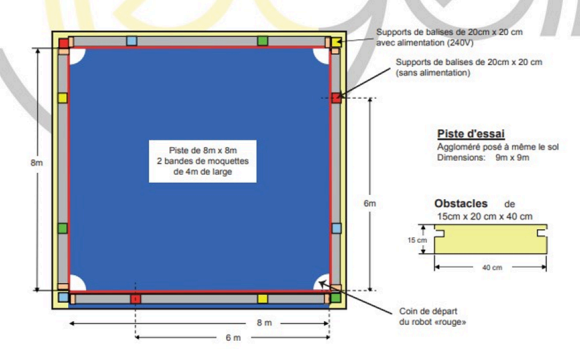 Supports de balises de 20cm x 20 cm
avec alimentation (240V)
Supports de balises de 20cm x 20 cm
(sans alimentation)
8m
Piste de 8m x 8m
2 bandes de moquettes
de 4m de large
Piste d'essai
Aggloméré posé à même le sol
Dimensions: 9m x 9m
6m
Obstacles de
15cm x 20 cm x 40 cm
15 cm
40 cm
Coin de départ
du robot «rouge»
8 m
6 m